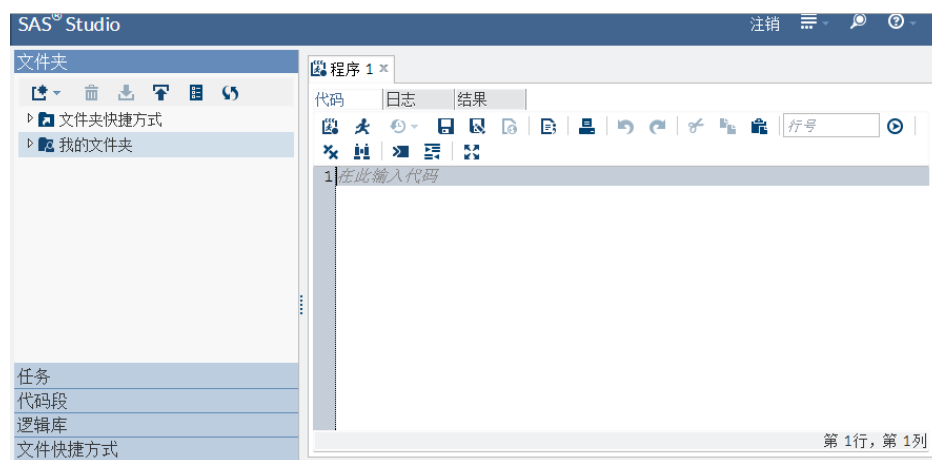 SAS® Studio
注销
文件夹
文件夹快捷方式
我的文件夹
任务
代码段
逻辑库
文件快捷方式
程序 1
代码 日志 结果
行号
1 在此输入代码
第 1行，第 1列